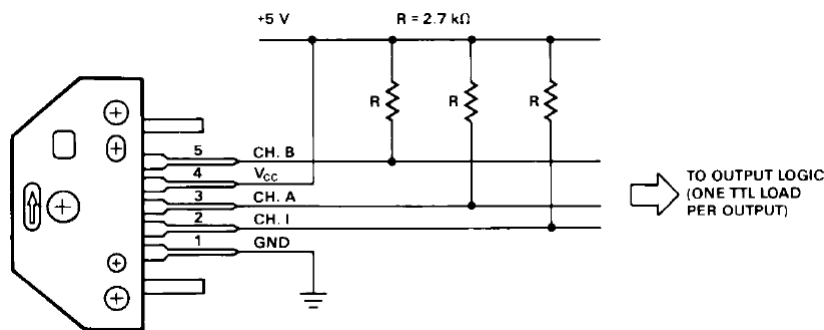 +5 V
R = 2.7 kΩ
R
R
R
5 CH. B
4 VCC
3 CH. A
2 CH. I
1 GND
TO OUTPUT LOGIC
(ONE TTL LOAD
PER OUTPUT)